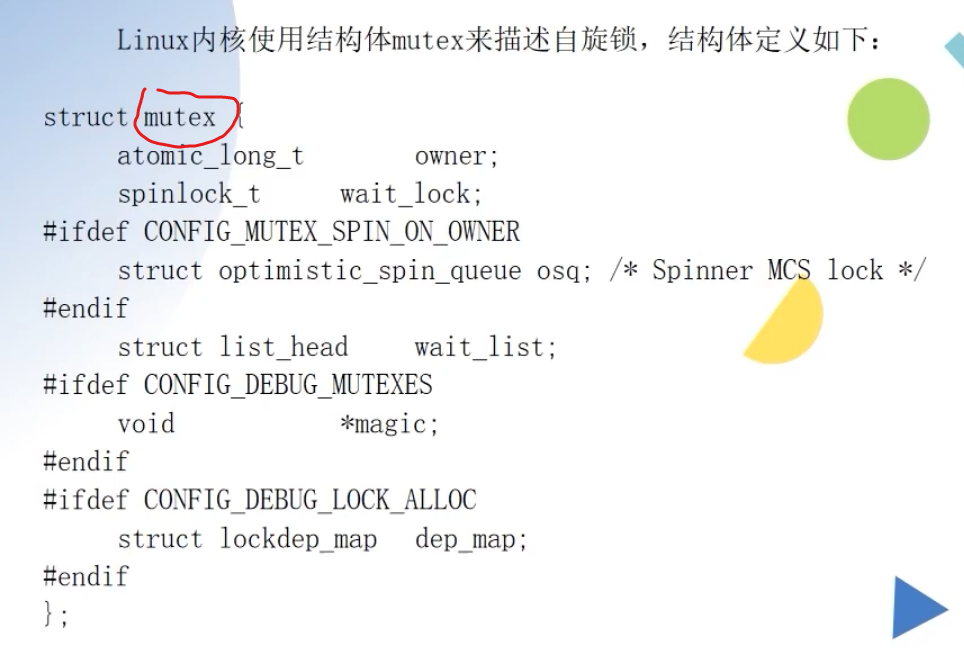 Linux内核使用结构体mutex来描述自旋锁，结构体定义如下：
struct mutex {
atomic_long_t owner;
spinlock_t wait_lock;
#ifdef CONFIG_MUTEX_SPIN_ON_OWNER
struct optimistic_spin_queue osq; /* Spinner MCS lock */
#endif
struct list_head wait_list;
#ifdef CONFIG_DEBUG_MUTEXES
void *magic;
#endif
#ifdef CONFIG_DEBUG_LOCK_ALLOC
struct lockdep_map dep_map;
#endif
};